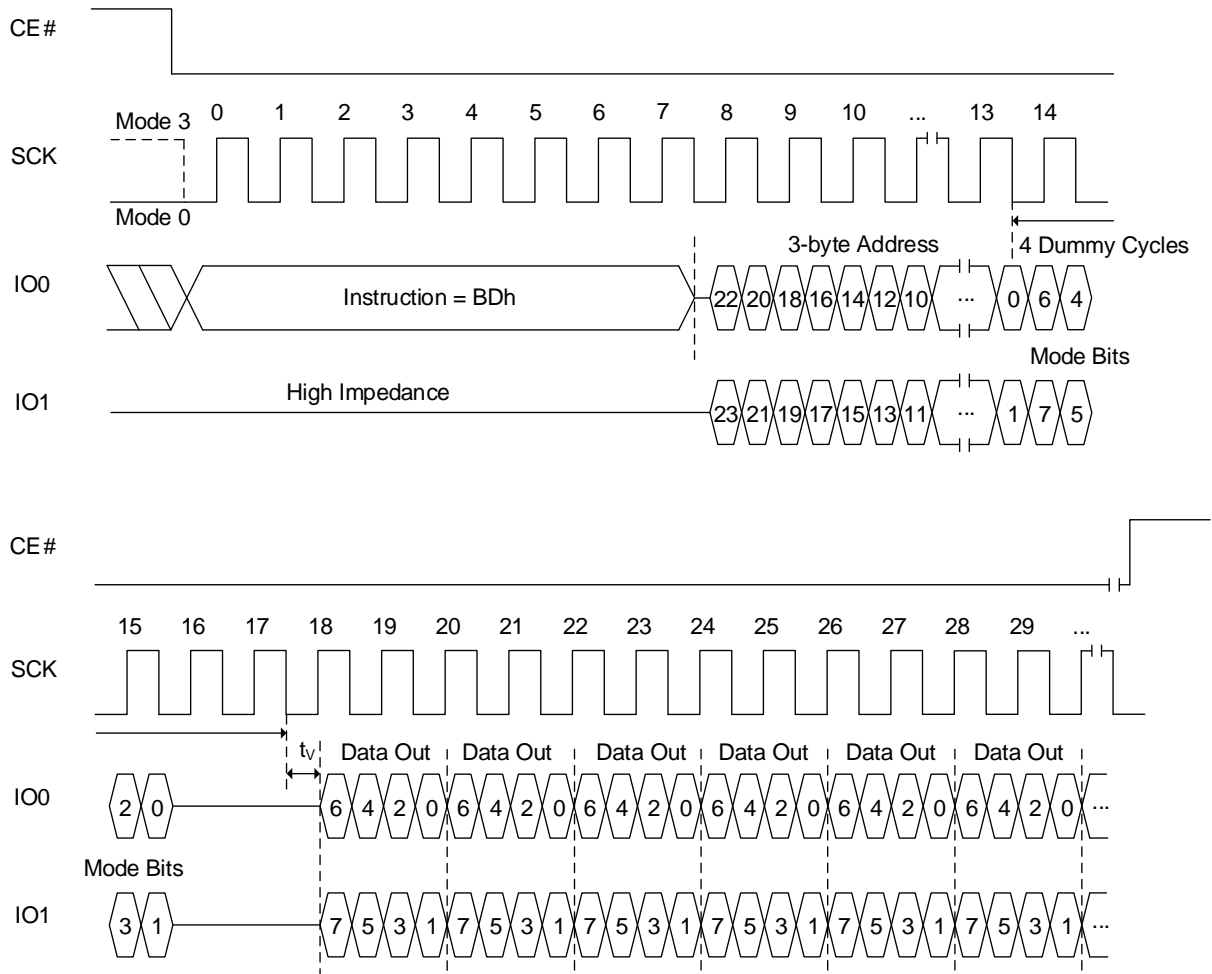 CE#
Mode 3 0 1 2 3 4 5 6 7 8 9 10 ... 13 14
SCK
Mode 0
3-byte Address 4 Dummy Cycles
IO0 Instruction = BDh 22 20 18 16 14 12 10 ... 0 6 4
Mode Bits
IO1 High Impedance 23 21 19 17 15 13 11 ... 1 7 5
CE#
15 16 17 18 19 20 21 22 23 24 25 26 27 28 29 ...
SCK
tV Data Out Data Out Data Out Data Out Data Out Data Out
IO0 2 0 6 4 2 0 6 4 2 0 6 4 2 0 6 4 2 0 6 4 2 0 6 4 2 0 ...
Mode Bits
IO1 3 1 7 5 3 1 7 5 3 1 7 5 3 1 7 5 3 1 7 5 3 1 7 5 3 1 ...